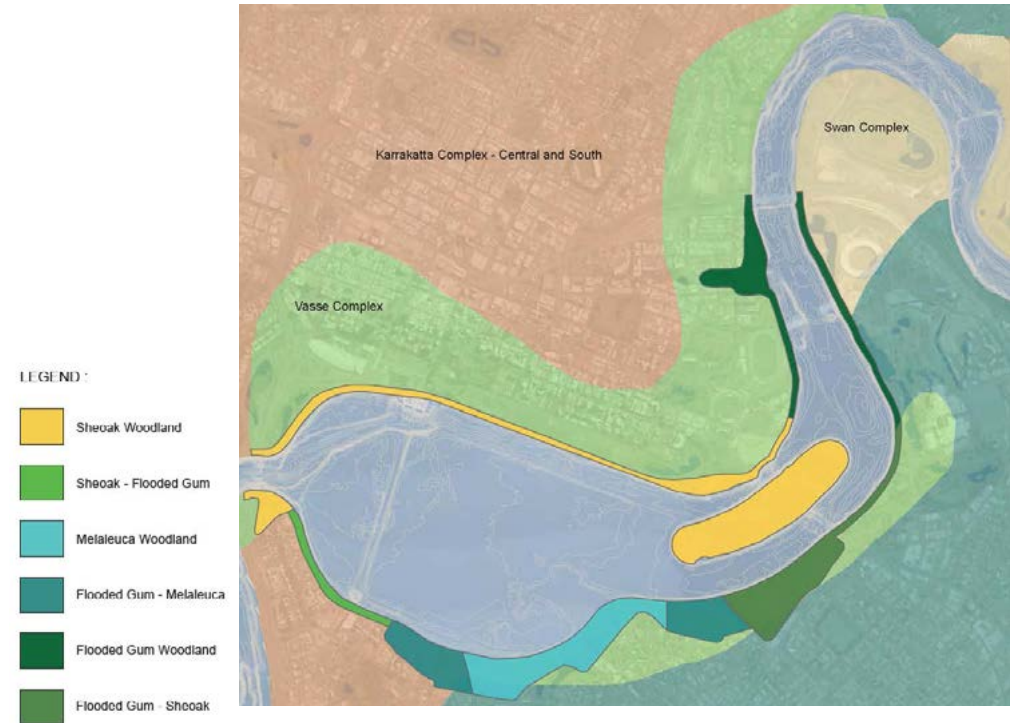 Swan Complex
Karrakatta Complex - Central and South
Vasse Complex
LEGEND :
Sheoak Woodland
Sheoak - Flooded Gum
Melaleuca Woodland
Flooded Gum - Melaleuca
Flooded Gum Woodland
Flooded Gum - Sheoak